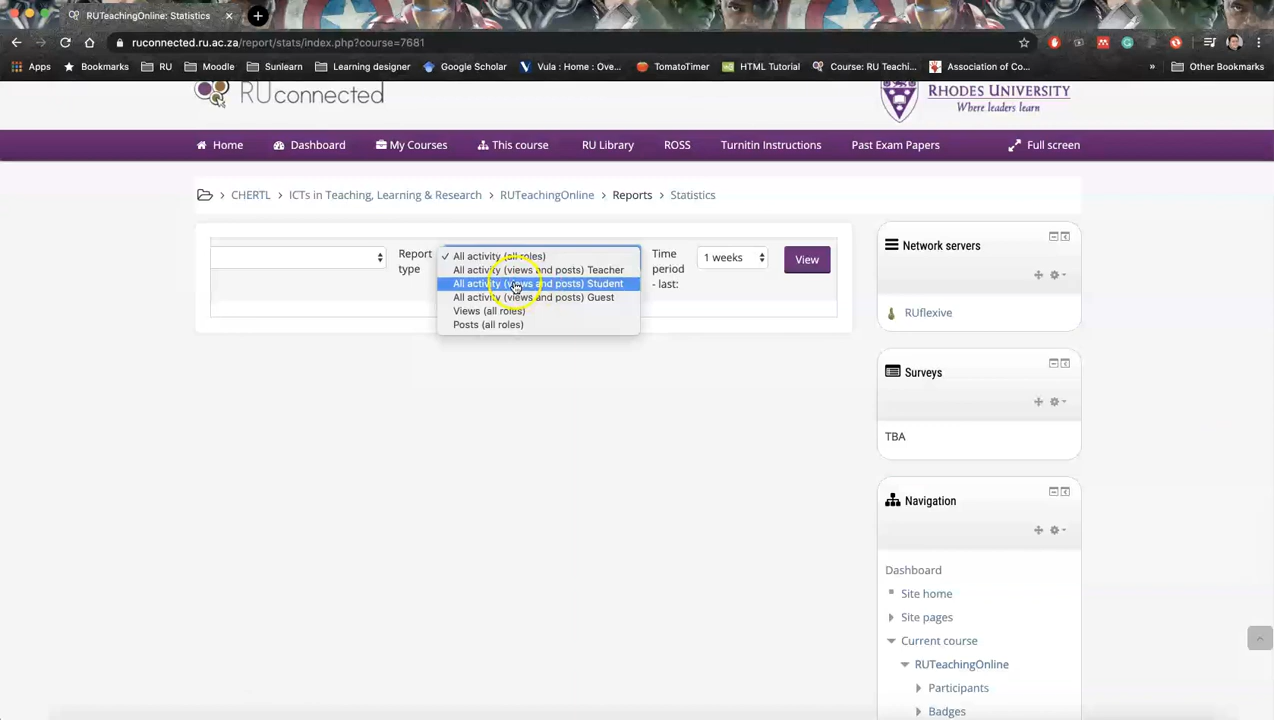 RUTeachingOnline: Statistics
ruconnected.ru.ac.za/report/stats/index.php?course=7681
Apps Bookmarks RU Moodle Sunlearn Learning designer Google Scholar Vula : Home : Ove... TomatoTimer HTML Tutorial Course: RU Teachi... Association of Co... » Other Bookmarks
RUconnected
RHODES UNIVERSITY
Where leaders learn
Home Dashboard My Courses This course RU Library ROSS Turnitin Instructions Past Exam Papers Full screen
CHERTL ICTs in Teaching, Learning & Research RUTeachingOnline Reports Statistics
Report type
All activity (all roles)
All activity (views and posts) Teacher
All activity (views and posts) Student
All activity (views and posts) Guest
Views (all roles)
Posts (all roles)
Time
period
- last:
1 weeks
View
Network servers
RUflexive
Surveys
TBA
Navigation
Dashboard
Site home
Site pages
Current course
RUTeachingOnline
Participants
Badges